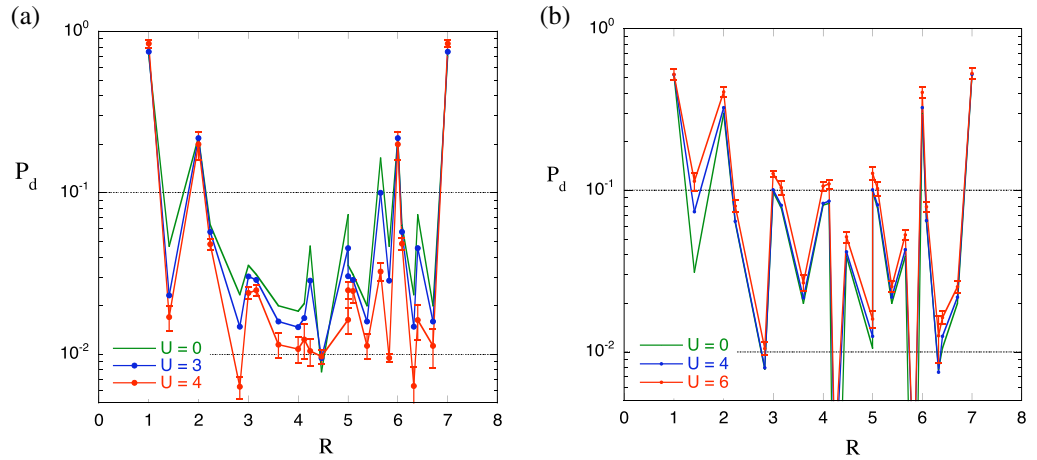 (a)
10^0
10^-1
10^-2
P_d
U = 0
U = 3
U = 4
0 1 2 3 4 5 6 7 8
R
(b)
10^0
10^-1
10^-2
P_d
U = 0
U = 4
U = 6
0 1 2 3 4 5 6 7 8
R